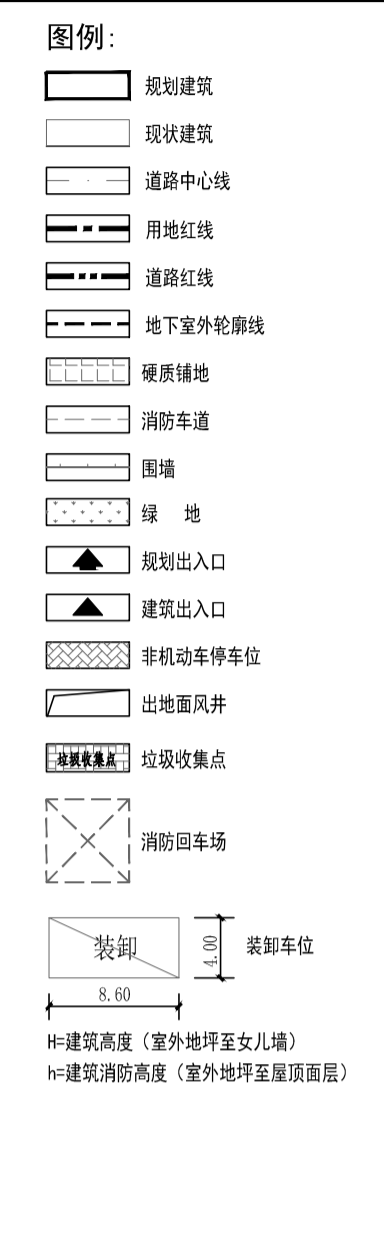 图例:
规划建筑
现状建筑
道路中心线
用地红线
道路红线
地下室外轮廓线
硬质铺地
消防车道
围墙
绿 地
规划出入口
建筑出入口
非机动车停车位
出地面风井
垃圾收集点 垃圾收集点
消防回车场
装卸 4.00 装卸车位
8.60
H=建筑高度（室外地坪至女儿墙）
h=建筑消防高度（室外地坪至屋顶面层）